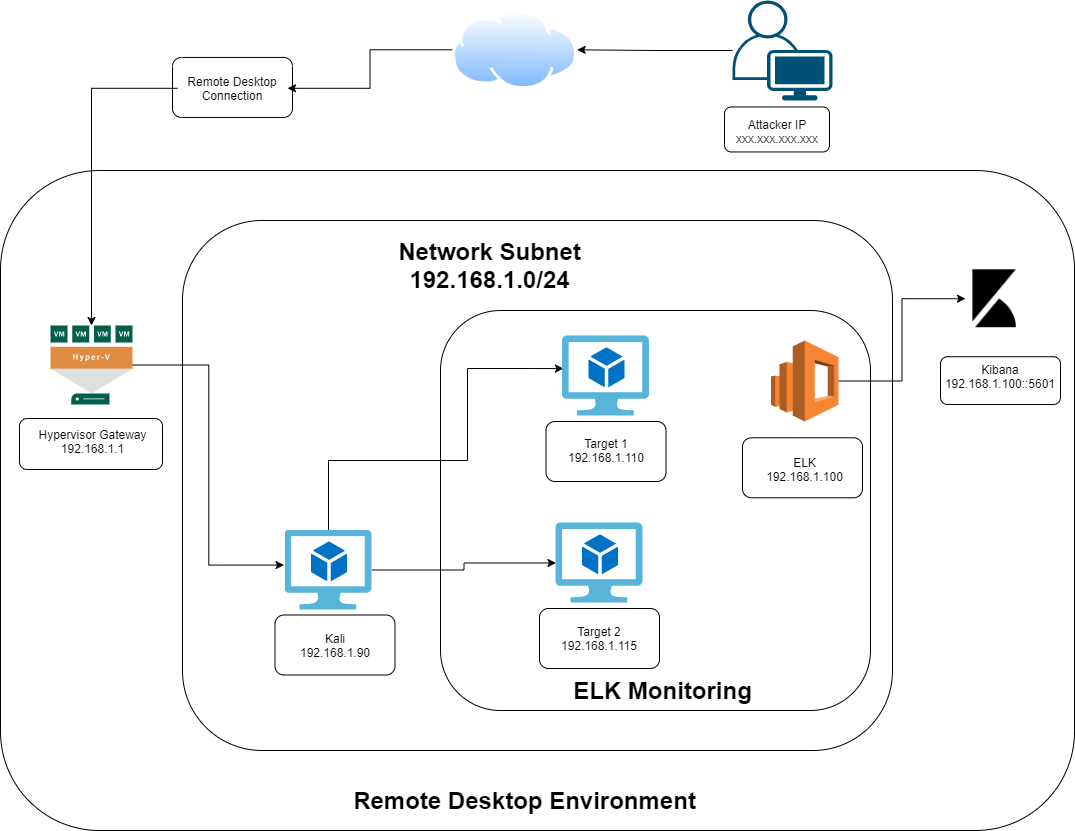 Remote Desktop
Connection
Attacker IP
xxx.xxx.xxx.xxx
Network Subnet
192.168.1.0/24
VM VM VM VM
Hyper-V
Hypervisor Gateway
192.168.1.1
Target 1
192.168.1.110
ELK
192.168.1.100
Kibana
192.168.1.100::5601
Kali
192.168.1.90
Target 2
192.168.1.115
ELK Monitoring
Remote Desktop Environment